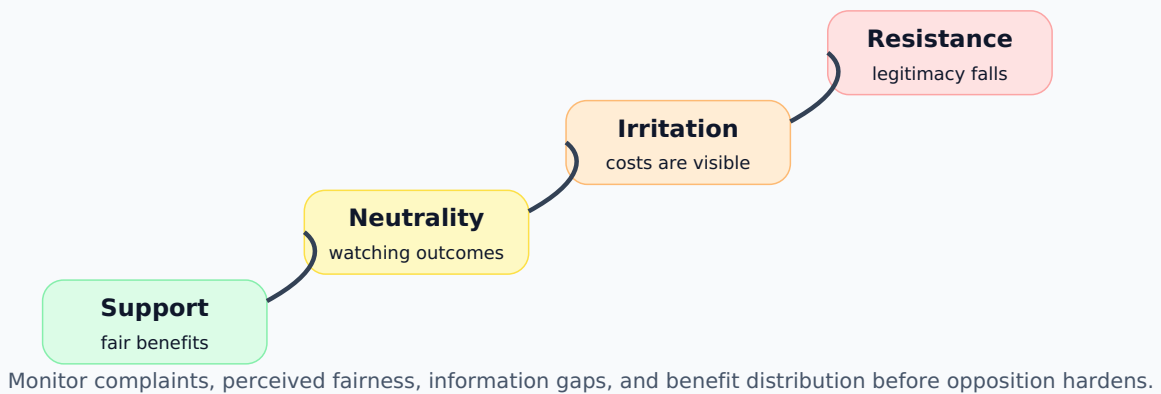 Resistance
legitimacy falls
Irritation
costs are visible
Neutrality
watching outcomes
Support
fair benefits
Monitor complaints, perceived fairness, information gaps, and benefit distribution before opposition hardens.